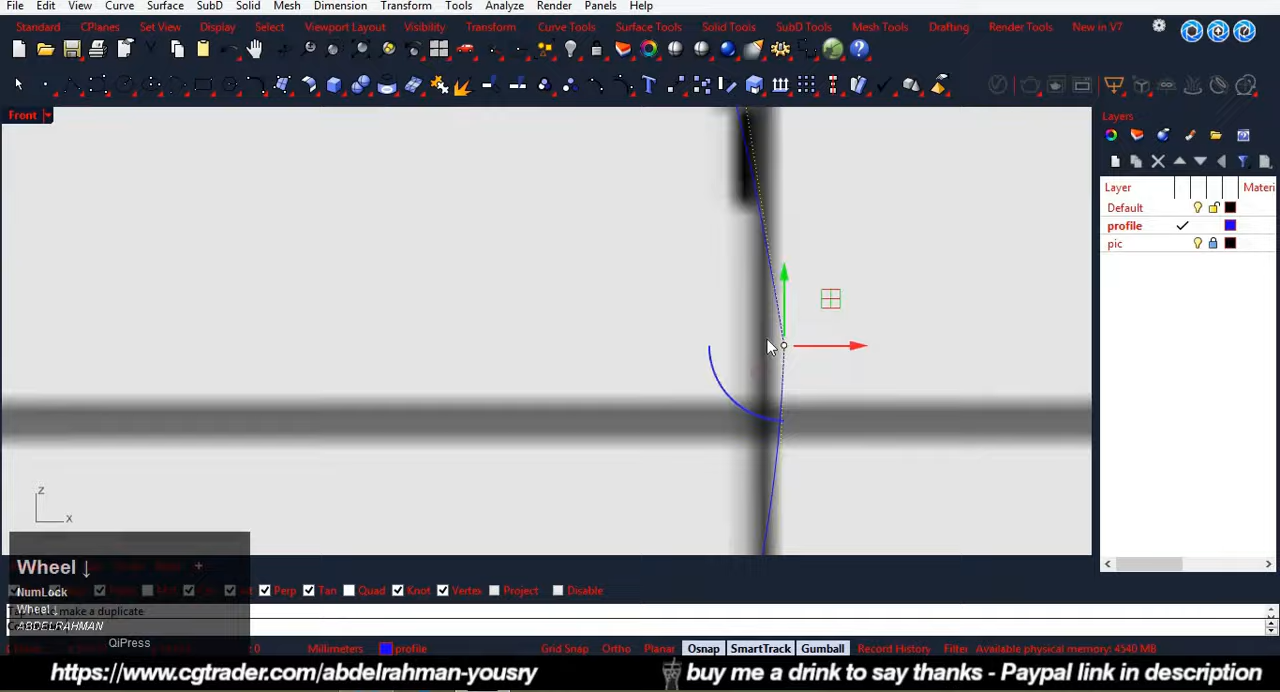 File Edit View Curve Surface SubD Solid Mesh Dimension Transform Tools Analyze Render Panels Help
Standard CPlanes Set View Display Select Viewport Layout Visibility Transform Curve Tools Surface Tools Solid Tools SubD Tools Mesh Tools Render Tools Drafting New in V7
Front
Layers
Layer Materi
Default
profile
pic
z
x
Wheel ↓ +
NumLock
Wheel ↓
ABDELRAHMAN
QiPress
Perp Tan Quad Knot Vertex Project Disable
make a duplicate
Millimeters profile Grid Snap Ortho Planar Osnap SmartTrack Gumball Record History Filter Available physical memory: 4540 MB
https://www.cgtrader.com/abdelrahman-yousry buy me a drink to say thanks - Paypal link in description